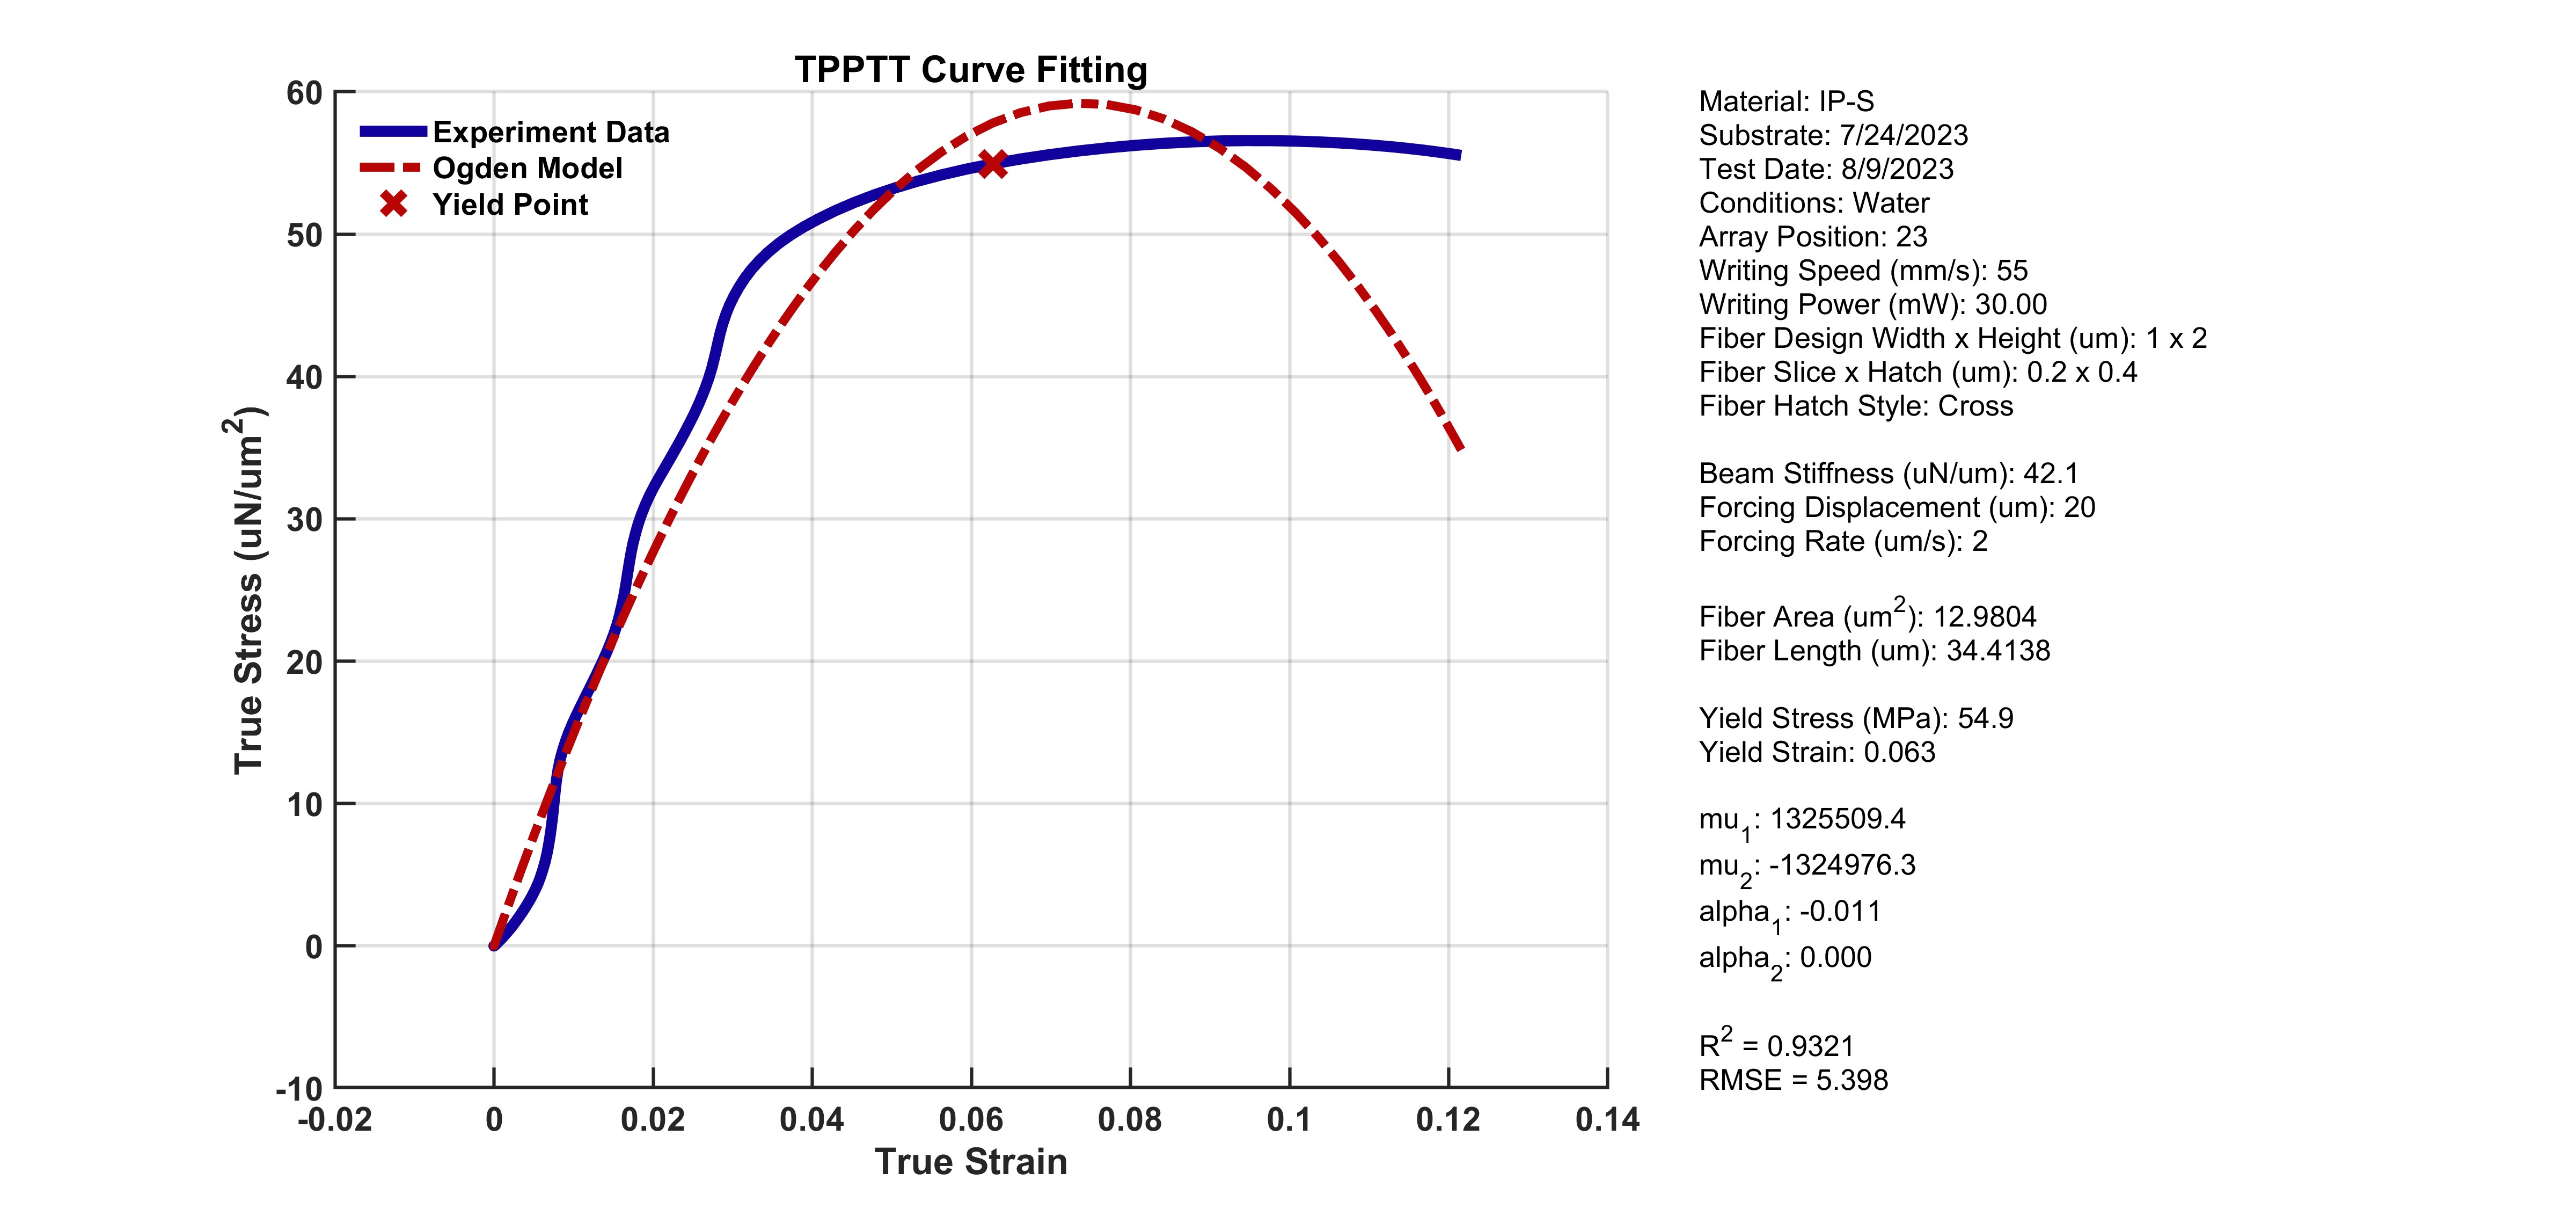 TPPTT Curve Fitting
Experiment Data
Ogden Model
Yield Point
True Stress (uN/um²)
60
50
40
30
20
10
0
-10
-0.02 0 0.02 0.04 0.06 0.08 0.1 0.12 0.14
True Strain
Material: IP-S
Substrate: 7/24/2023
Test Date: 8/9/2023
Conditions: Water
Array Position: 23
Writing Speed (mm/s): 55
Writing Power (mW): 30.00
Fiber Design Width x Height (um): 1 x 2
Fiber Slice x Hatch (um): 0.2 x 0.4
Fiber Hatch Style: Cross
Beam Stiffness (uN/um): 42.1
Forcing Displacement (um): 20
Forcing Rate (um/s): 2
Fiber Area (um²): 12.9804
Fiber Length (um): 34.4138
Yield Stress (MPa): 54.9
Yield Strain: 0.063
mu₁: 1325509.4
mu₂: -1324976.3
alpha₁: -0.011
alpha₂: 0.000
R² = 0.9321
RMSE = 5.398